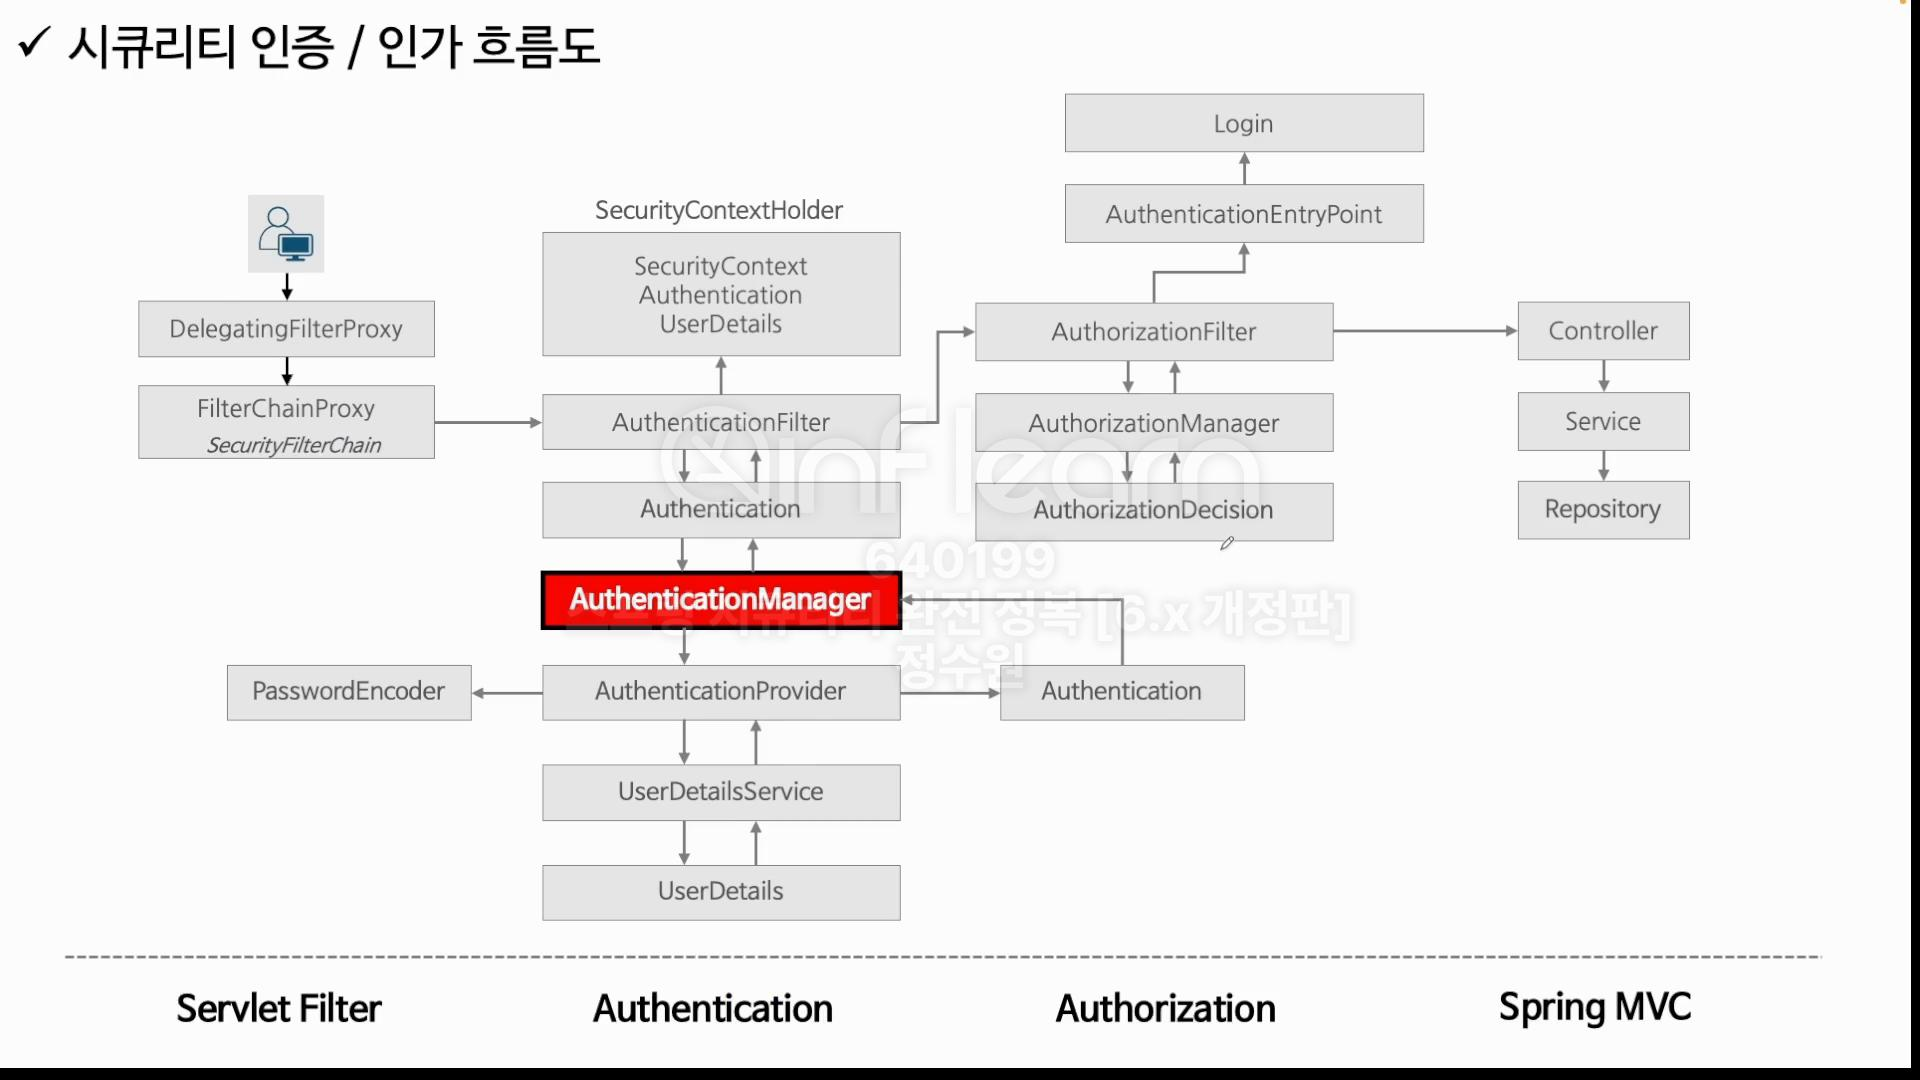 ✓ 시큐리티 인증 / 인가 흐름도
Login
AuthenticationEntryPoint
SecurityContextHolder
SecurityContext
Authentication
UserDetails
DelegatingFilterProxy
FilterChainProxy
SecurityFilterChain
AuthenticationFilter
Authentication
AuthenticationManager
PasswordEncoder
AuthenticationProvider
Authentication
UserDetailsService
UserDetails
AuthorizationFilter
AuthorizationManager
AuthorizationDecision
Controller
Service
Repository
inflearn
640199
스프링 시큐리티 완전 정복 [6.x 개정판]
정수원
Servlet Filter
Authentication
Authorization
Spring MVC